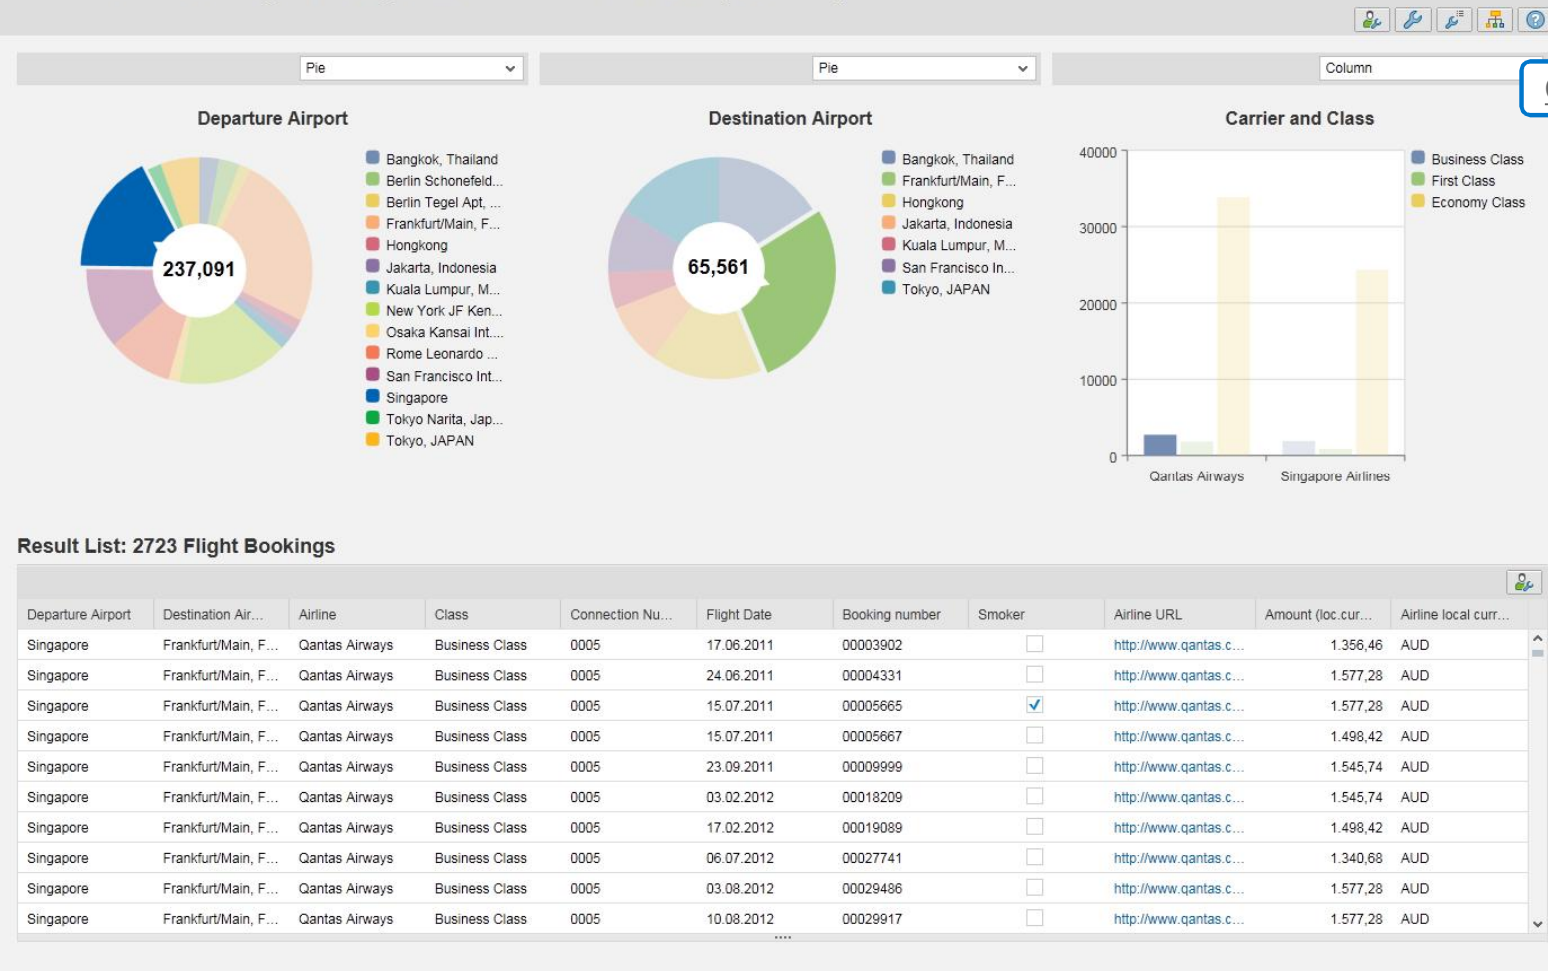 Pie
Pie
Column
Departure Airport
237,091
Bangkok, Thailand
Berlin Schonefeld...
Berlin Tegel Apt, ...
Frankfurt/Main, F...
Hongkong
Jakarta, Indonesia
Kuala Lumpur, M...
New York JF Ken...
Osaka Kansai Int....
Rome Leonardo ...
San Francisco Int...
Singapore
Tokyo Narita, Jap...
Tokyo, JAPAN
Destination Airport
65,561
Bangkok, Thailand
Frankfurt/Main, F...
Hongkong
Jakarta, Indonesia
Kuala Lumpur, M...
San Francisco In...
Tokyo, JAPAN
Carrier and Class
40000
30000
20000
10000
0
Qantas Airways Singapore Airlines
Business Class
First Class
Economy Class
Result List: 2723 Flight Bookings
Departure Airport Destination Air... Airline Class Connection Nu... Flight Date Booking number Smoker Airline URL Amount (loc.cur... Airline local curr...
Singapore Frankfurt/Main, F... Qantas Airways Business Class 0005 17.06.2011 00003902 http://www.qantas.c... 1.356,46 AUD
Singapore Frankfurt/Main, F... Qantas Airways Business Class 0005 24.06.2011 00004331 http://www.qantas.c... 1.577,28 AUD
Singapore Frankfurt/Main, F... Qantas Airways Business Class 0005 15.07.2011 00005665 http://www.qantas.c... 1.577,28 AUD
Singapore Frankfurt/Main, F... Qantas Airways Business Class 0005 15.07.2011 00005667 http://www.qantas.c... 1.498,42 AUD
Singapore Frankfurt/Main, F... Qantas Airways Business Class 0005 23.09.2011 00009999 http://www.qantas.c... 1.545,74 AUD
Singapore Frankfurt/Main, F... Qantas Airways Business Class 0005 03.02.2012 00018209 http://www.qantas.c... 1.545,74 AUD
Singapore Frankfurt/Main, F... Qantas Airways Business Class 0005 17.02.2012 00019089 http://www.qantas.c... 1.498,42 AUD
Singapore Frankfurt/Main, F... Qantas Airways Business Class 0005 06.07.2012 00027741 http://www.qantas.c... 1.340,68 AUD
Singapore Frankfurt/Main, F... Qantas Airways Business Class 0005 03.08.2012 00029486 http://www.qantas.c... 1.577,28 AUD
Singapore Frankfurt/Main, F... Qantas Airways Business Class 0005 10.08.2012 00029917 http://www.qantas.c... 1.577,28 AUD